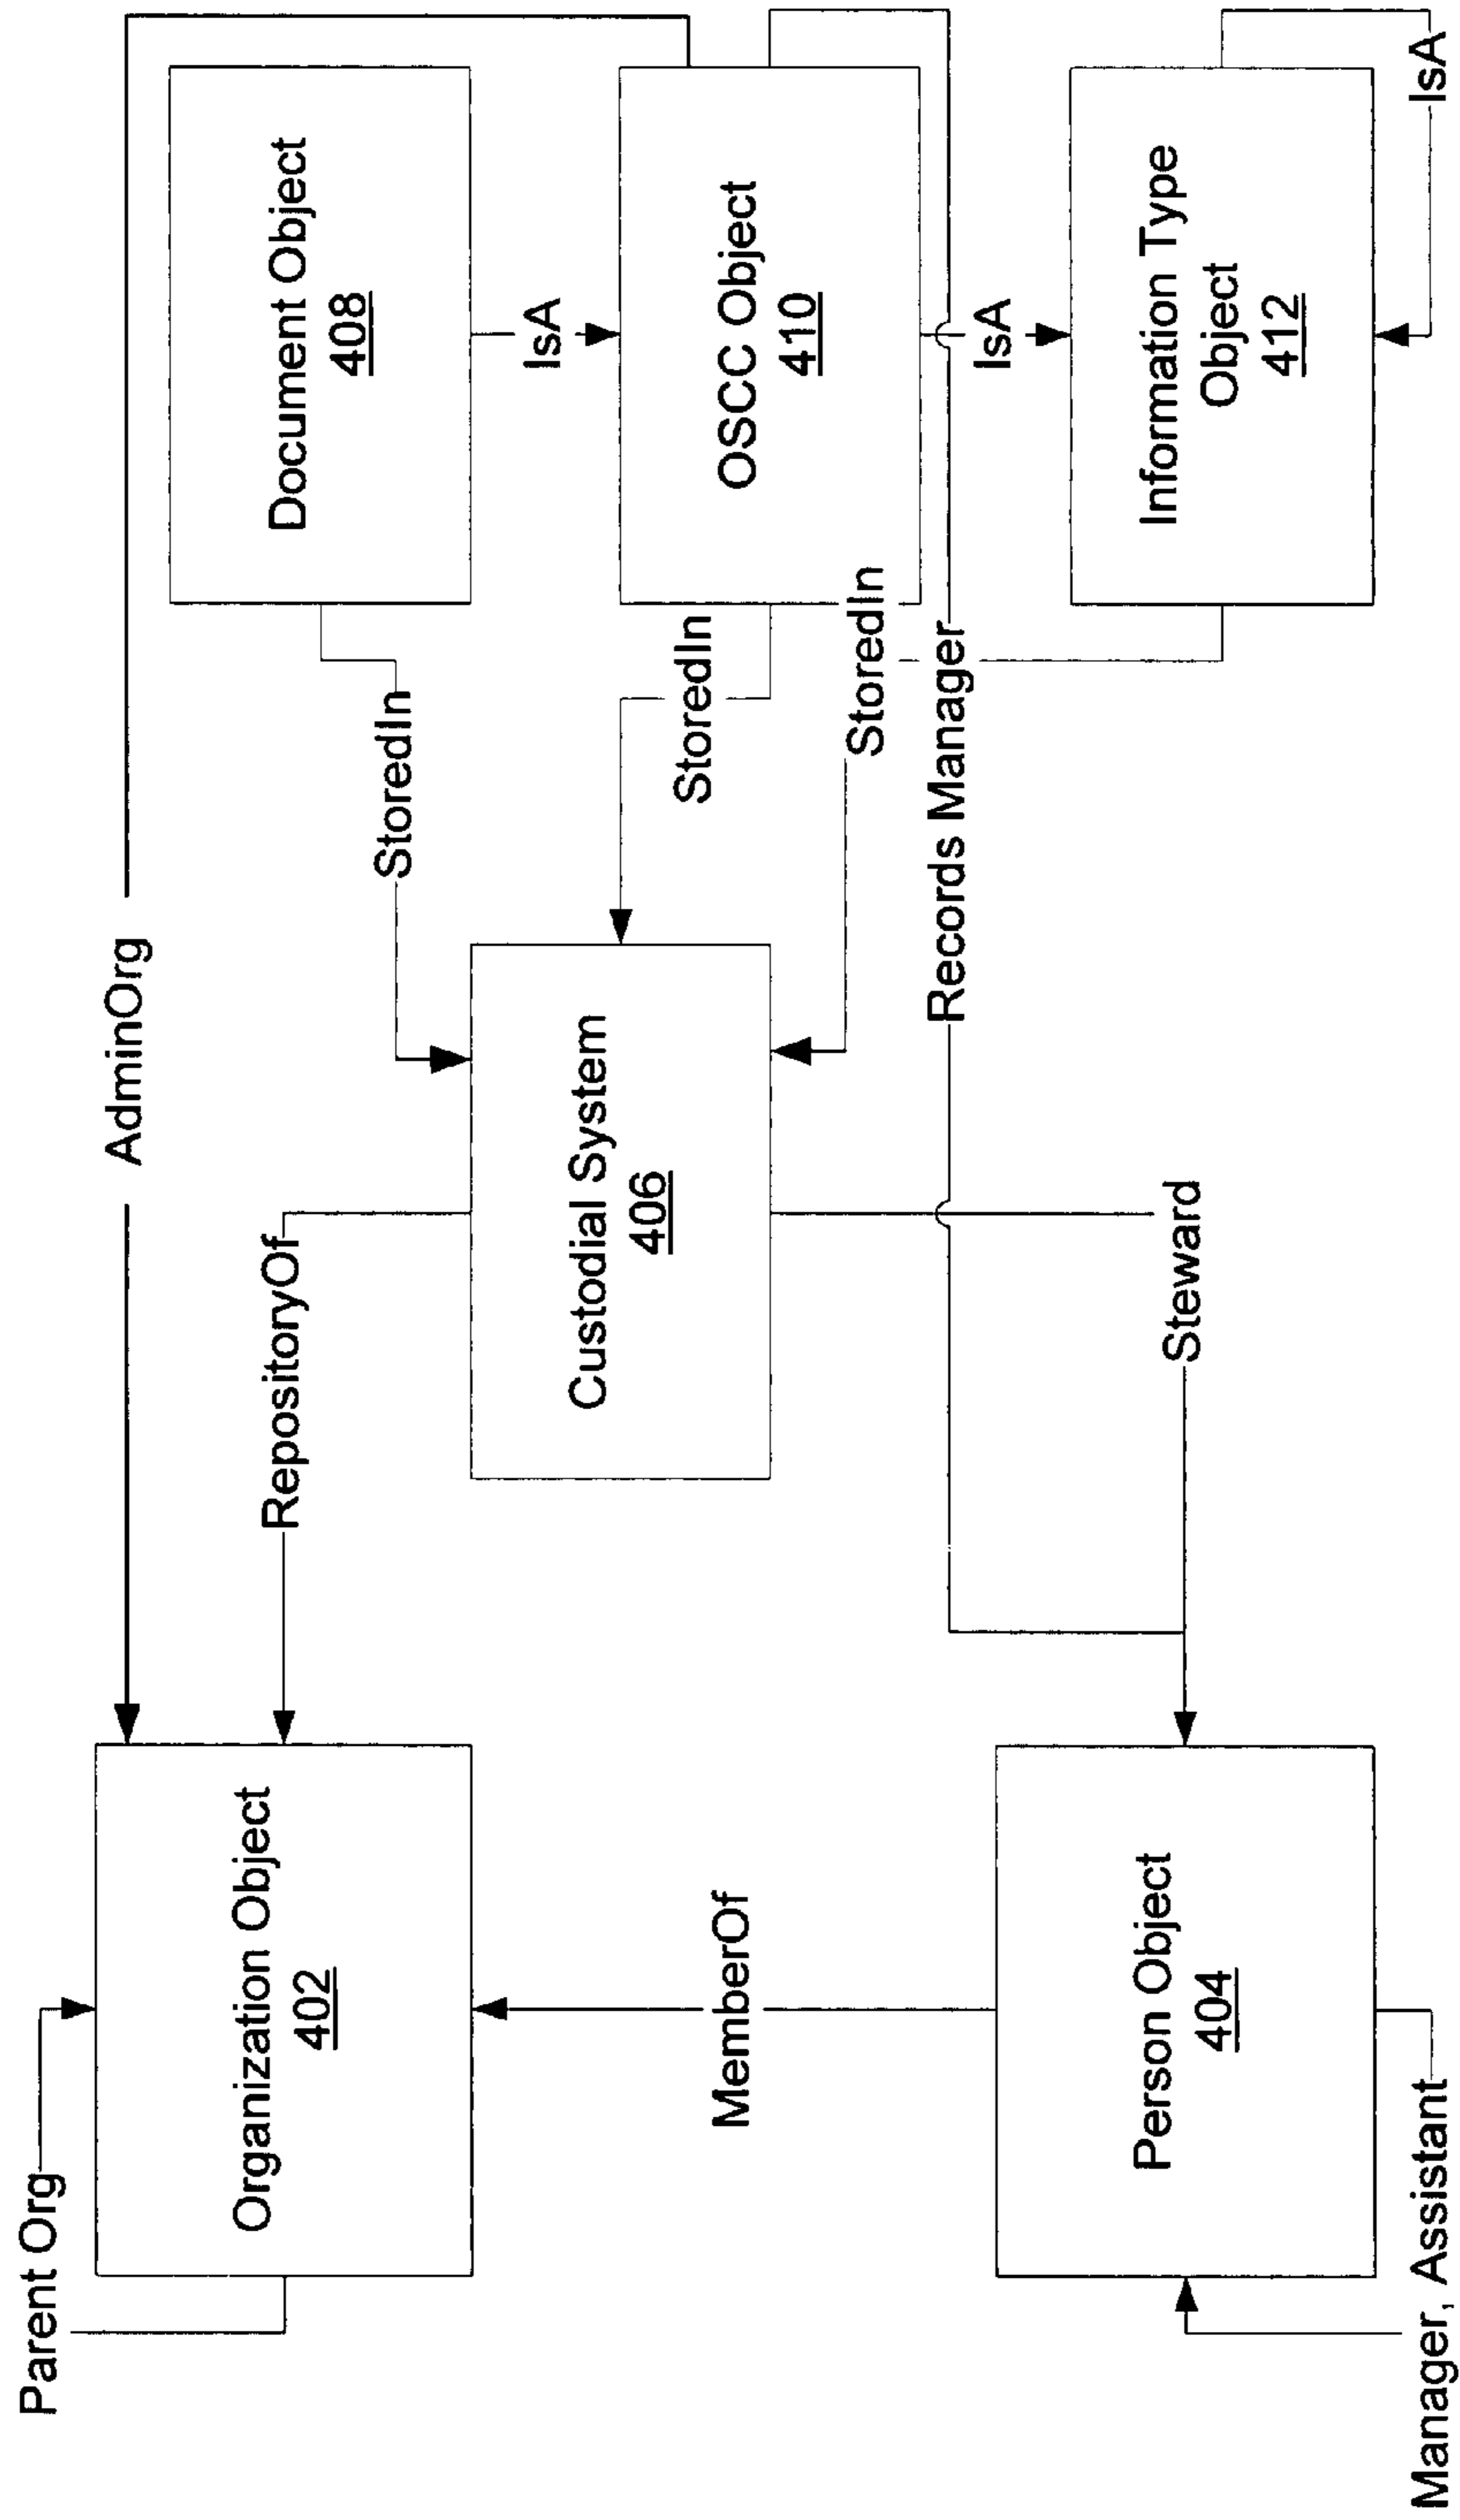 Parent Org
Organization Object
402
AdminOrg
RepositoryOf
Document Object
408
StoredIn
IsA
MemberOf
Custodial System
406
StoredIn
OSCC Object
410
StoredIn
Records Manager
IsA
Person Object
404
Steward
Information Type
Object
412
Manager, Assistant
IsA